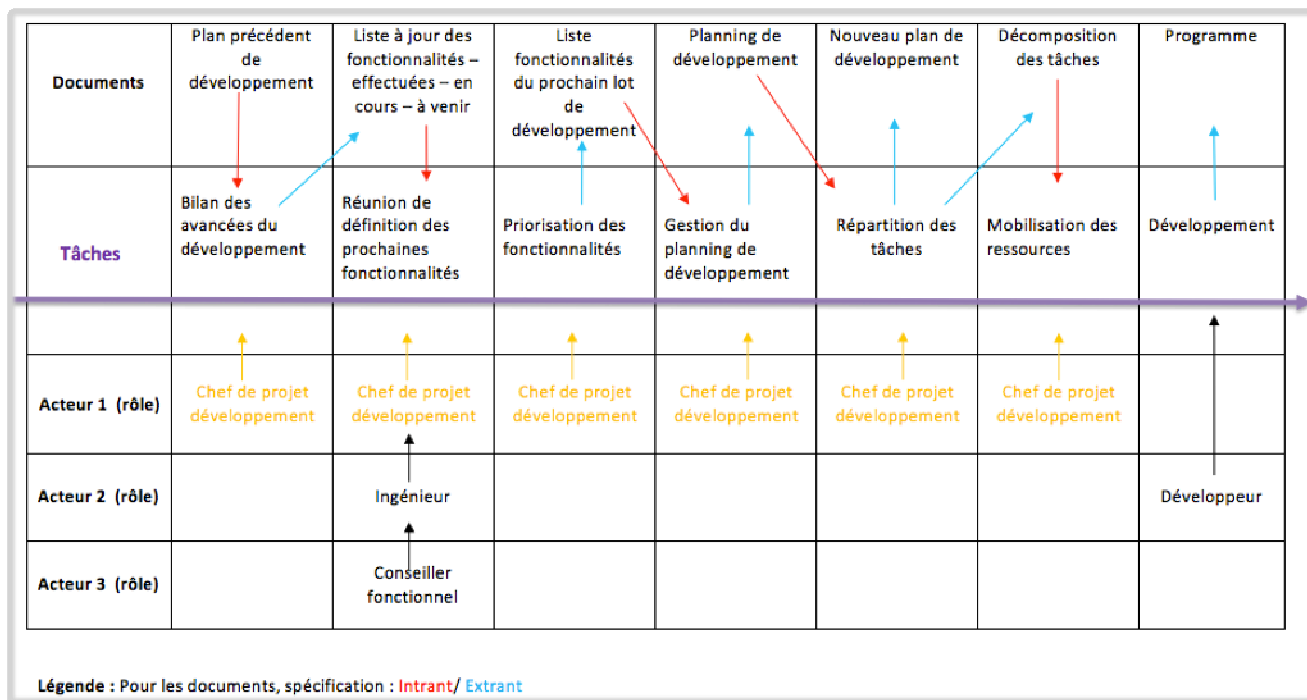 Documents
Plan précédent
de
développement
Liste à jour des
fonctionnalités –
effectuées – en
cours – à venir
Liste
fonctionnalités
du prochain lot
de
développement
Planning de
développement
Nouveau plan de
développement
Décomposition
des tâches
Programme
Tâches
Bilan des
avancées du
développement
Réunion de
définition des
prochaines
fonctionnalités
Priorisation des
fonctionnalités
Gestion du
planning de
développement
Répartition des
tâches
Mobilisation des
ressources
Développement
Acteur 1 (rôle)
Chef de projet
développement
Chef de projet
développement
Chef de projet
développement
Chef de projet
développement
Chef de projet
développement
Chef de projet
développement
Acteur 2 (rôle)
Ingénieur
Développeur
Acteur 3 (rôle)
Conseiller
fonctionnel
Légende : Pour les documents, spécification : Intrant/ Extrant